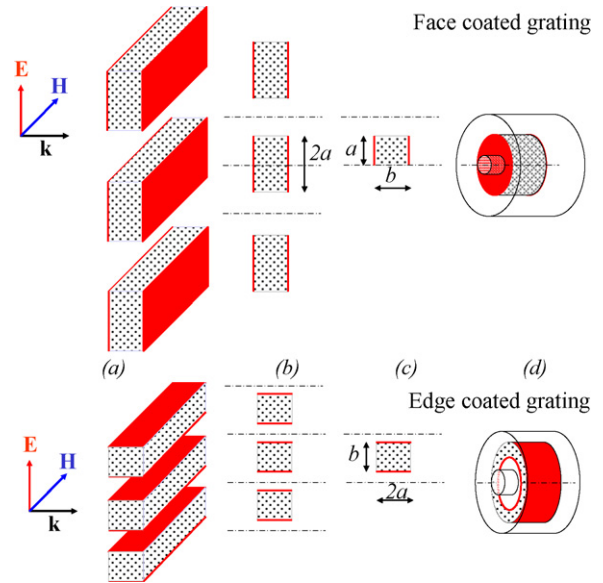 Face coated grating
E
H
k
2a
a
b
(a)
(b)
(c)
(d)
Edge coated grating
E
H
k
b
2a